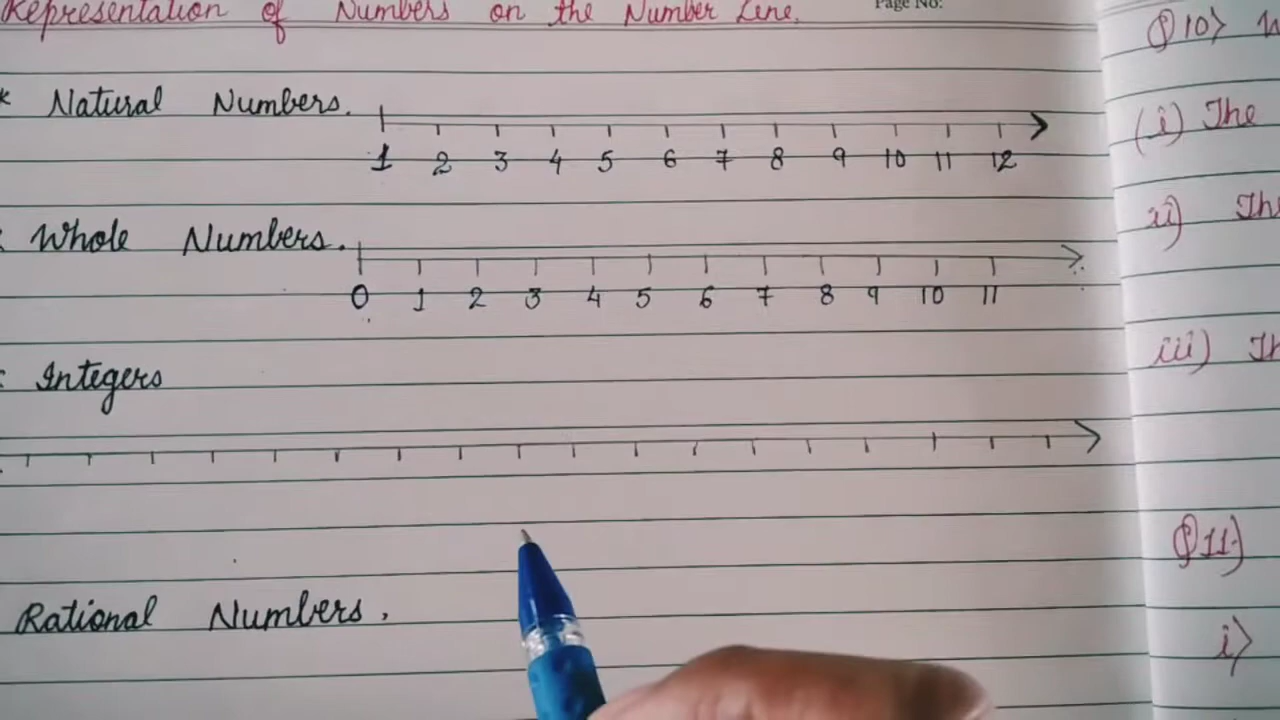 Representation of Numbers on the Number Line.
Page No:
* Natural Numbers.
1 2 3 4 5 6 7 8 9 10 11 12
Whole Numbers.
0 1 2 3 4 5 6 7 8 9 10 11
Integers
Rational Numbers.
Q10>
(i) The
ii)
iii)
Q11)
i>